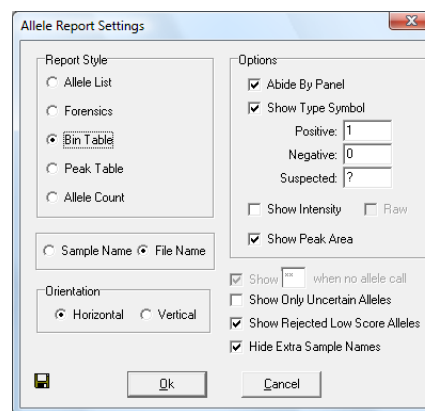 Allele Report Settings
Report Style
Allele List
Forensics
Bin Table
Peak Table
Allele Count
Sample Name File Name
Orientation
Horizontal Vertical
Options
Abide By Panel
Show Type Symbol
Positive: 1
Negative: 0
Suspected: ?
Show Intensity Raw
Show Peak Area
Show "" when no allele call
Show Only Uncertain Alleles
Show Rejected Low Score Alleles
Hide Extra Sample Names
Ok Cancel